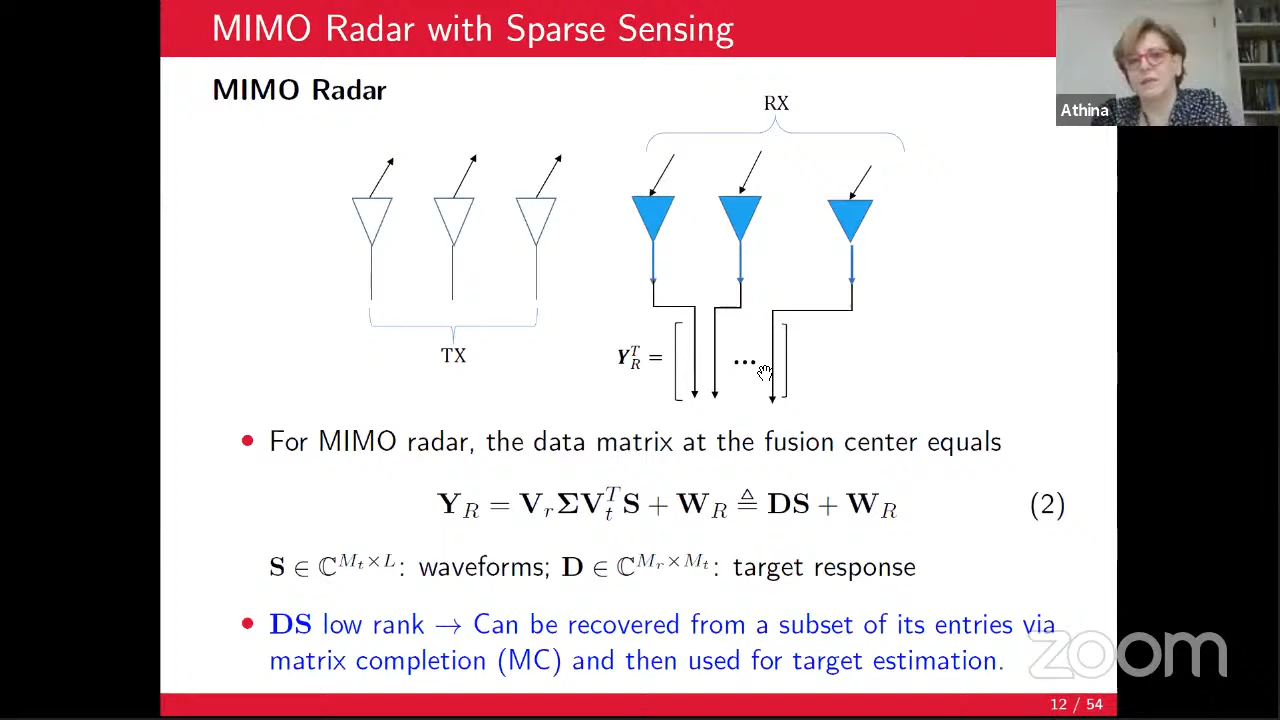 MIMO Radar with Sparse Sensing
MIMO Radar
Athina
RX
TX
𝒀_R^T =
...
• For MIMO radar, the data matrix at the fusion center equals
𝐘_R = 𝐕_r𝚺𝐕_t^T𝐒 + 𝐖_R ≜ 𝐃𝐒 + 𝐖_R (2)
𝐒 ∈ ℂ^{M_t×L}: waveforms; 𝐃 ∈ ℂ^{M_r×M_t}: target response
• 𝐃𝐒 low rank → Can be recovered from a subset of its entries via
matrix completion (MC) and then used for target estimation.
zoom
12 / 54